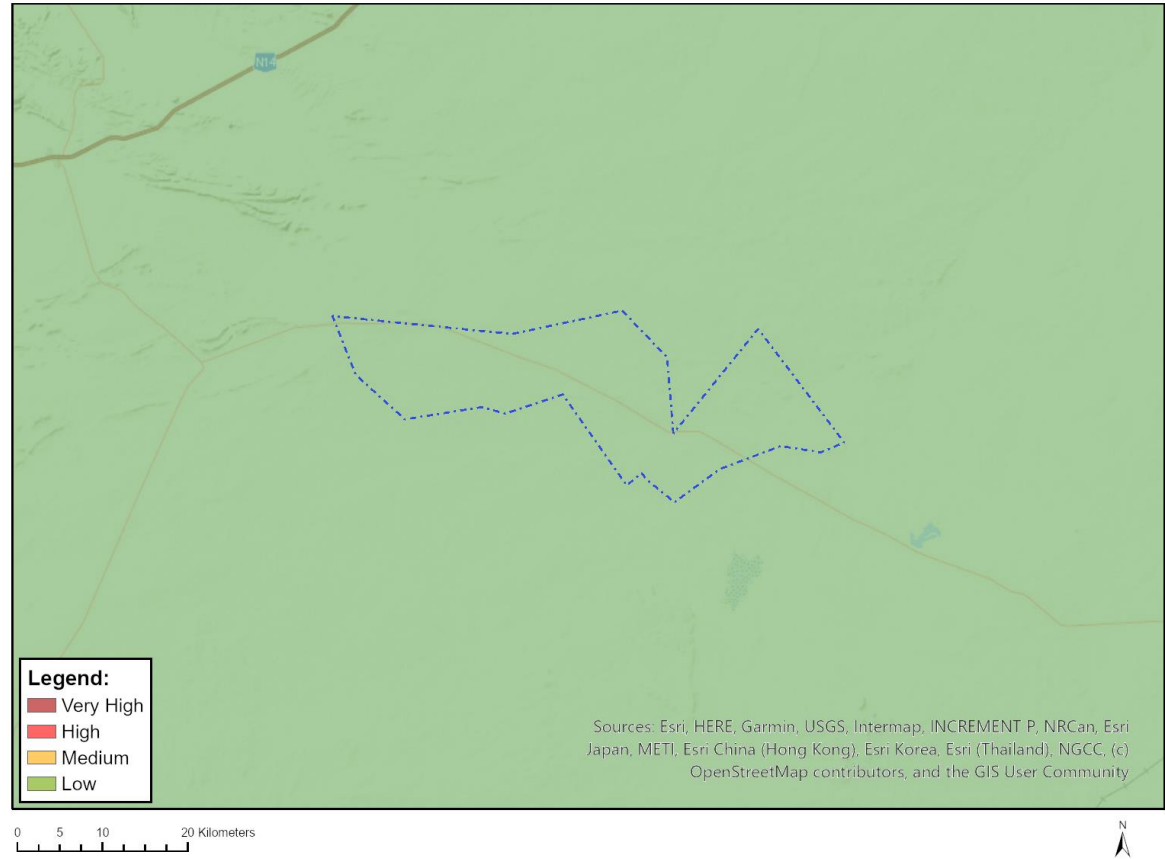 N14
Legend:
Very High
High
Medium
Low
Sources: Esri, HERE, Garmin, USGS, Intermap, INCREMENT P, NRCan, Esri
Japan, METI, Esri China (Hong Kong), Esri Korea, Esri (Thailand), NGCC, (c)
OpenStreetMap contributors, and the GIS User Community
0 5 10 20 Kilometers
N